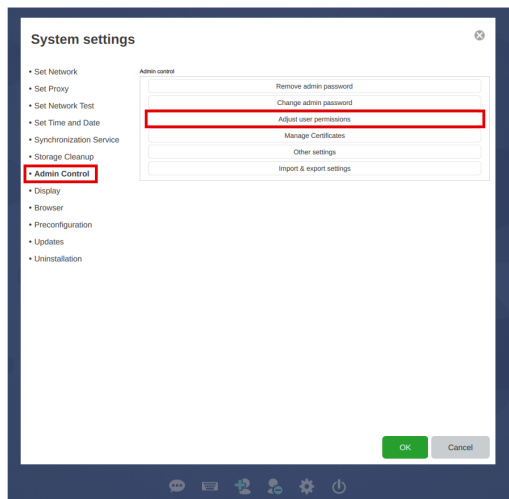 System settings
• Set Network
• Set Proxy
• Set Network Test
• Set Time and Date
• Synchronization Service
• Storage Cleanup
• Admin Control
• Display
• Browser
• Preconfiguration
• Updates
• Uninstallation
Admin control
Remove admin password
Change admin password
Adjust user permissions
Manage Certificates
Other settings
Import & export settings
OK
Cancel